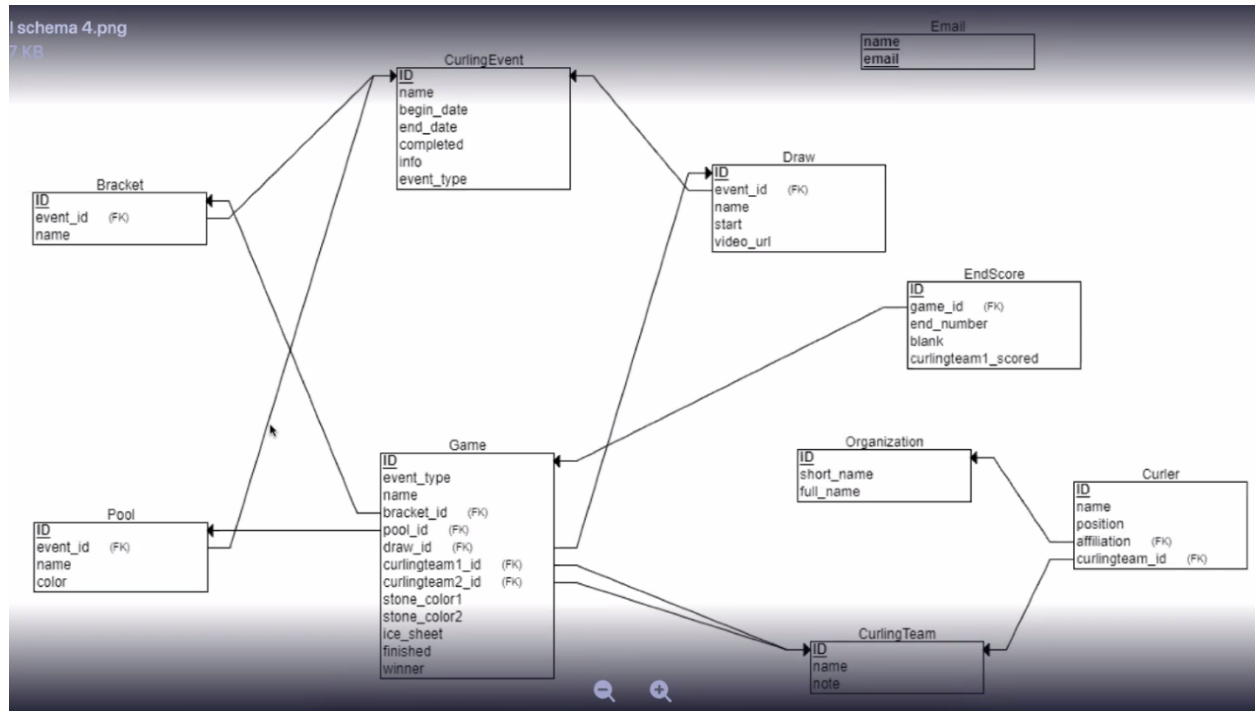 l schema 4.png
7 KB
Email
name
email
CurlingEvent
ID
name
begin_date
end_date
completed
info
event_type
Draw
ID
event_id (FK)
name
start
video_url
Bracket
ID
event_id (FK)
name
EndScore
ID
game_id (FK)
end_number
blank
curlingteam1_scored
Game
ID
event_type
name
bracket_id (FK)
pool_id (FK)
draw_id (FK)
curlingteam1_id (FK)
curlingteam2_id (FK)
stone_color1
stone_color2
ice_sheet
finished
winner
Organization
ID
short_name
full_name
Curler
ID
name
position
affiliation (FK)
curlingteam_id (FK)
Pool
ID
event_id (FK)
name
color
CurlingTeam
ID
name
note